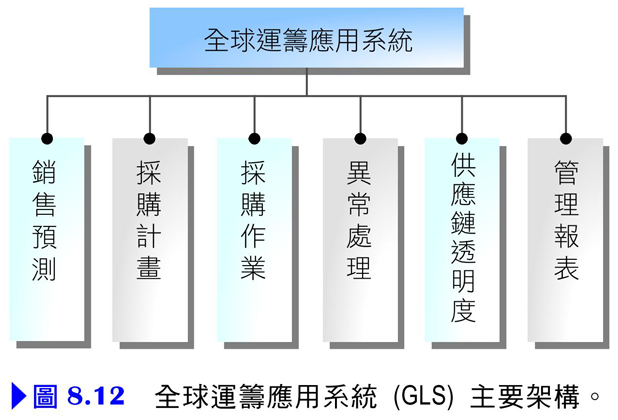 全球運籌應用系統
銷售預測
採購計畫
採購作業
異常處理
供應鏈透明度
管理報表
圖 8.12 全球運籌應用系統 (GLS) 主要架構。